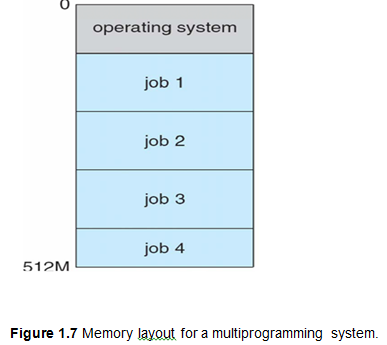 0
operating system
job 1
job 2
job 3
job 4
512M
Figure 1.7 Memory layout for a multiprogramming system.